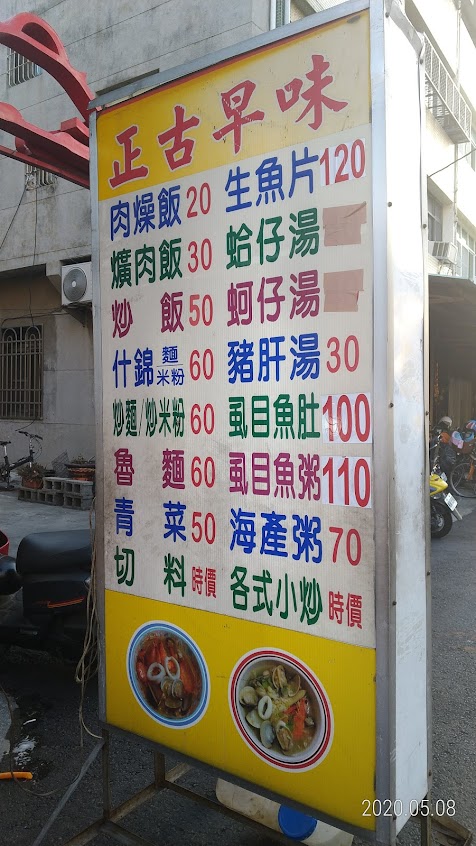 正古早味
肉燥飯 20 生魚片 120
爌肉飯 30 蛤仔湯
炒飯 50 蚵仔湯
什錦 麵 米粉 60 豬肝湯 30
炒麵/炒米粉 60 虱目魚肚 100
魯麵 60 虱目魚粥 110
青菜 50 海產粥 70
切料 時價 各式小炒 時價
2020.05.08